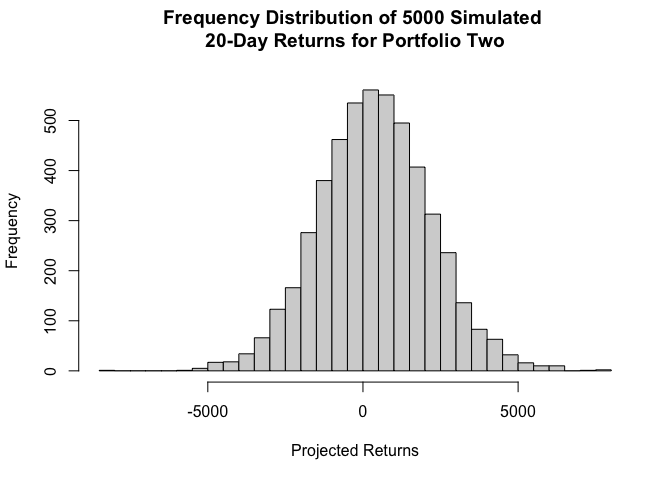 Frequency Distribution of 5000 Simulated
20-Day Returns for Portfolio Two
Frequency
500
400
300
200
100
0
-5000 0 5000
Projected Returns